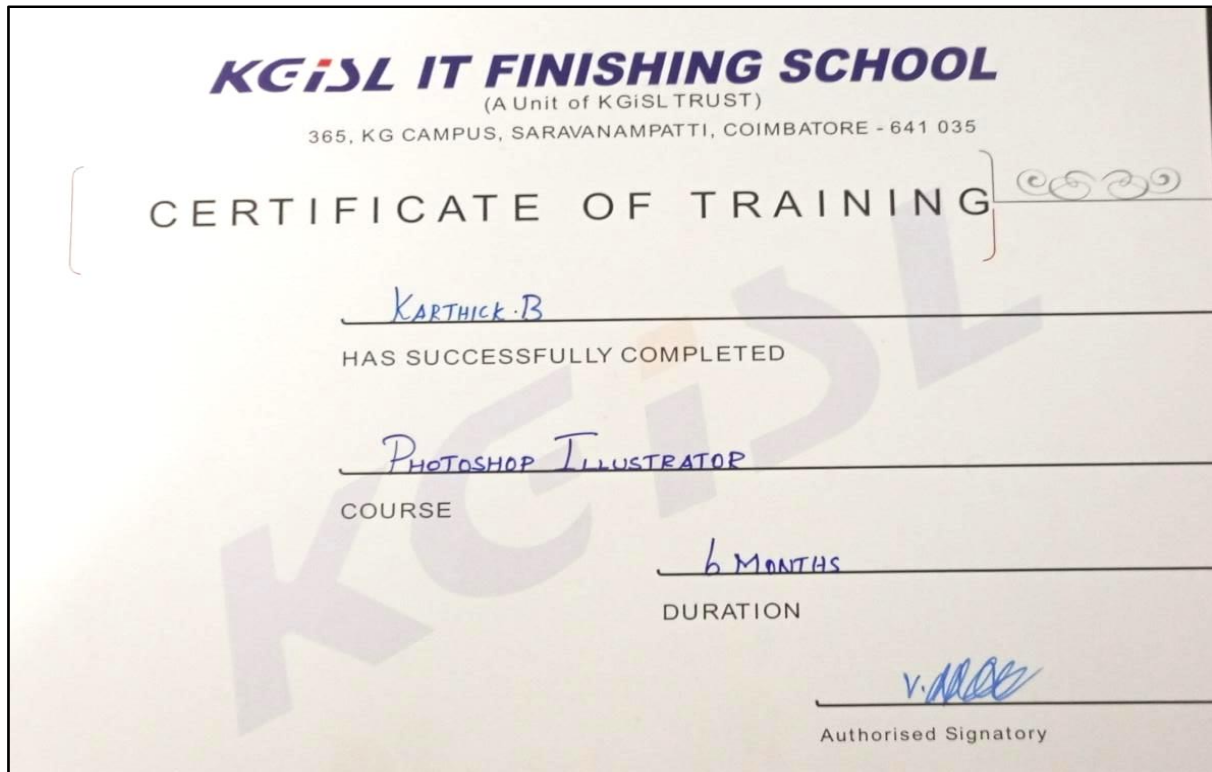 KGiSL IT FINISHING SCHOOL
(A Unit of KGiSL TRUST)
365, KG CAMPUS, SARAVANAMPATTI, COIMBATORE - 641 035
CERTIFICATE OF TRAINING
KARTHICK.B
HAS SUCCESSFULLY COMPLETED
PHOTOSHOP ILLUSTRATOR
COURSE
6 MONTHS
DURATION
V.
Authorised Signatory
KGiSL